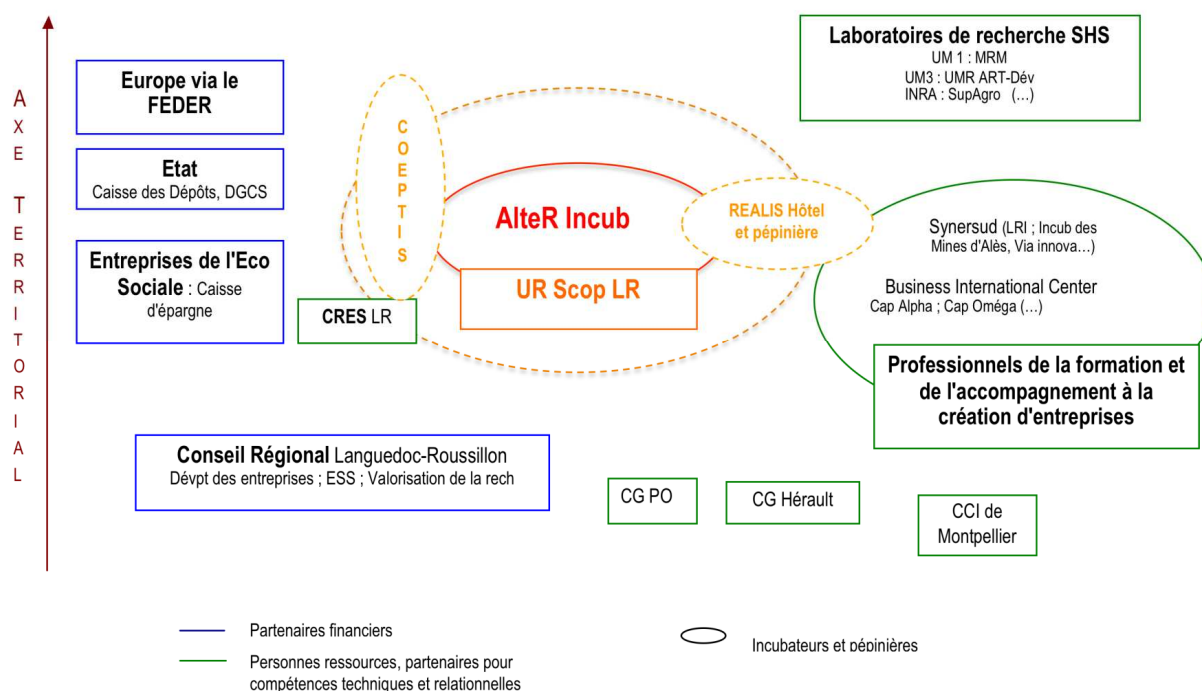 AXE TERRITORIAL
Europe via le
FEDER
Etat
Caisse des Dépôts, DGCS
Entreprises de l'Eco
Sociale : Caisse
d'épargne
COEPTIS
CRES LR
AlteR Incub
UR Scop LR
REALIS Hôtel
et pépinière
Laboratoires de recherche SHS
UM 1 : MRM
UM3 : UMR ART-Dév
INRA : SupAgro (...)
Synersud (LRI ; Incub des
Mines d'Alès, Via innova...)
Business International Center
Cap Alpha ; Cap Oméga (...)
Professionnels de la formation et
de l'accompagnement à la
création d'entreprises
Conseil Régional Languedoc-Roussillon
Dévpt des entreprises ; ESS ; Valorisation de la rech
CG PO
CG Hérault
CCI de
Montpellier
Partenaires financiers
Personnes ressources, partenaires pour
compétences techniques et relationnelles
Incubateurs et pépinières